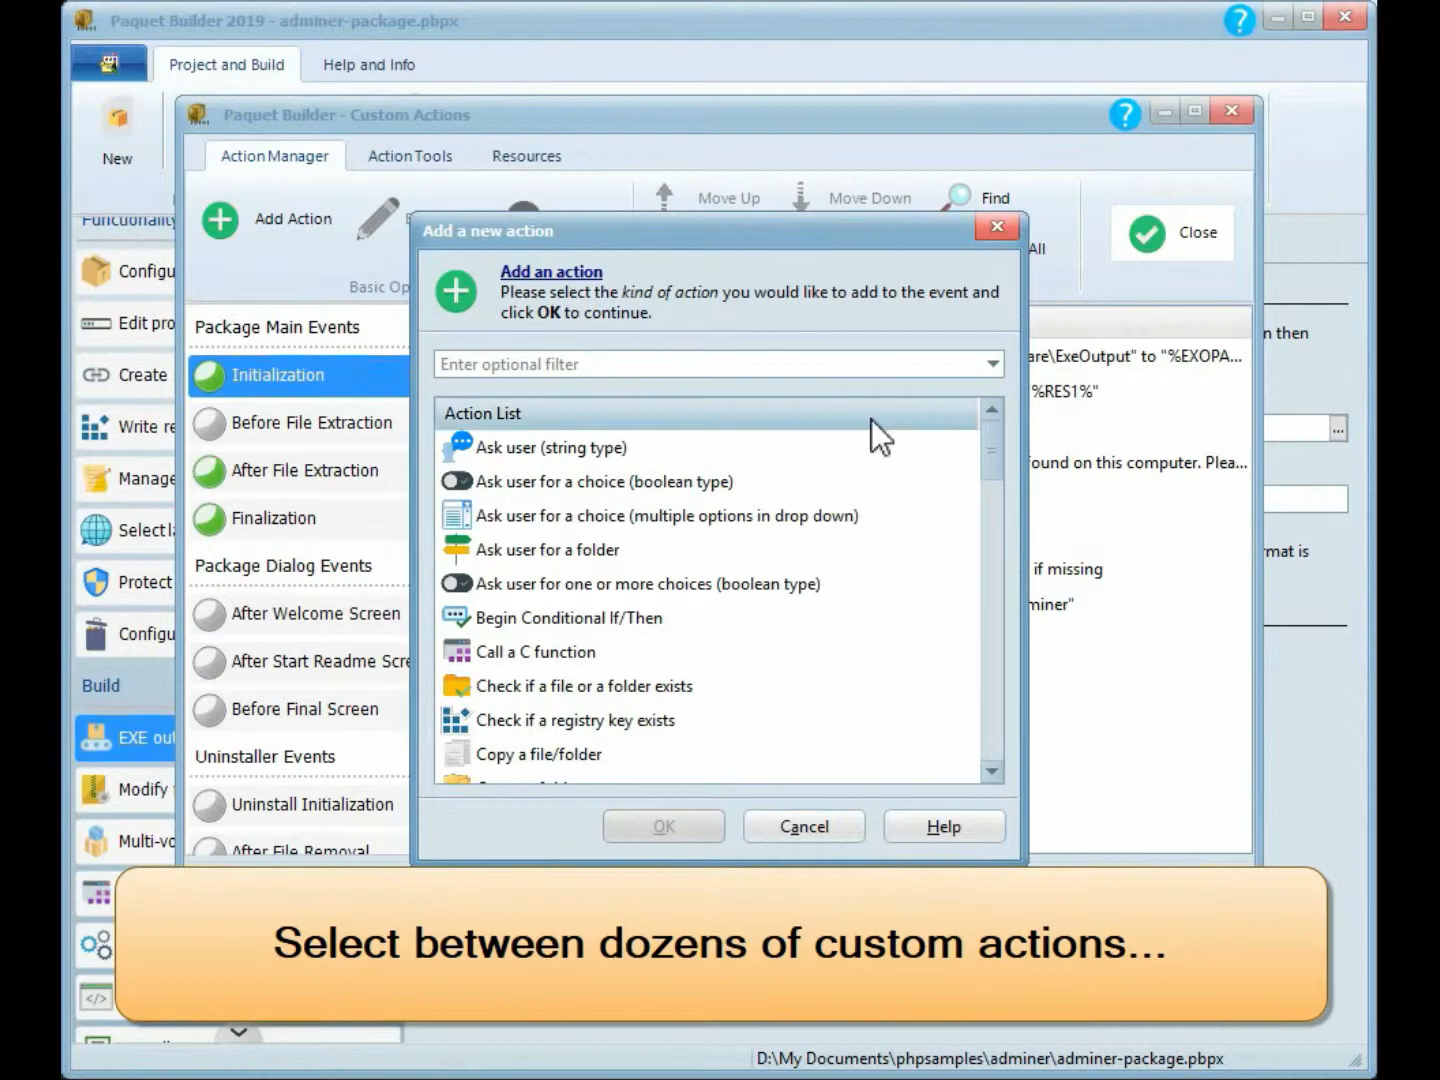 Paquet Builder 2019 - adminer-package.pbpx
Project and Build
Help and Info
New
Paquet Builder - Custom Actions
Action Manager
Action Tools
Resources
Add Action
Move Up
Move Down
Find
All
Close
Basic Op
Functionality
Configu
Edit pro
Create
Write re
Manage
Select la
Protect
Configu
Build
EXE out
Modify
Multi-vo
Package Main Events
Initialization
Before File Extraction
After File Extraction
Finalization
Package Dialog Events
After Welcome Screen
After Start Readme Scre
Before Final Screen
Uninstaller Events
Uninstall Initialization
After File Removal
Add a new action
Add an action
Please select the kind of action you would like to add to the event and
click OK to continue.
Enter optional filter
Action List
Ask user (string type)
Ask user for a choice (boolean type)
Ask user for a choice (multiple options in drop down)
Ask user for a folder
Ask user for one or more choices (boolean type)
Begin Conditional If/Then
Call a C function
Check if a file or a folder exists
Check if a registry key exists
Copy a file/folder
OK
Cancel
Help
are\ExeOutput" to "%EXOPA...
%RES1%"
ound on this computer. Plea...
if missing
miner"
n then
...
mat is
Select between dozens of custom actions...
D:\My Documents\phpsamples\adminer\adminer-package.pbpx